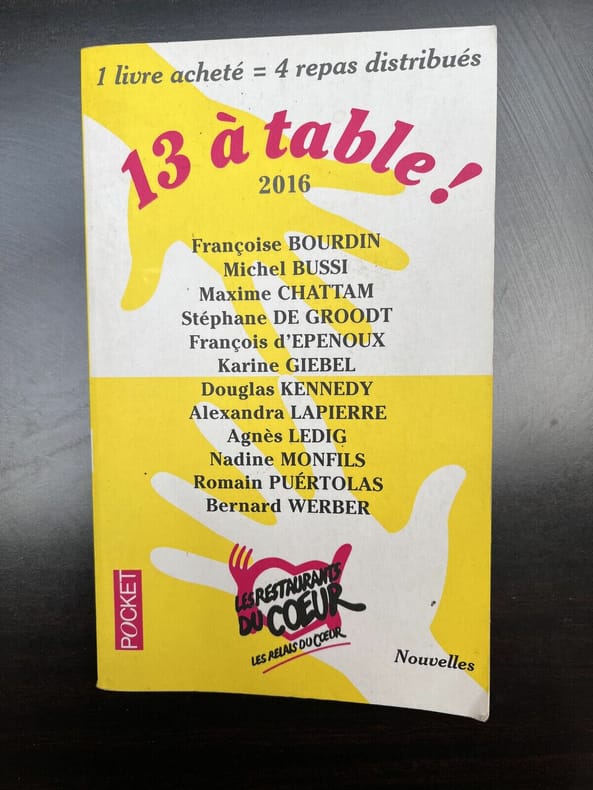 1 livre acheté = 4 repas distribués
13 à table !
2016
Françoise BOURDIN
Michel BUSSI
Maxime CHATTAM
Stéphane DE GROODT
François d'EPENOUX
Karine GIEBEL
Douglas KENNEDY
Alexandra LAPIERRE
Agnès LEDIG
Nadine MONFILS
Romain PUÉRTOLAS
Bernard WERBER
POCKET
LES RESTAURANTS
DU CŒUR
LES RELAIS DU CŒUR
Nouvelles